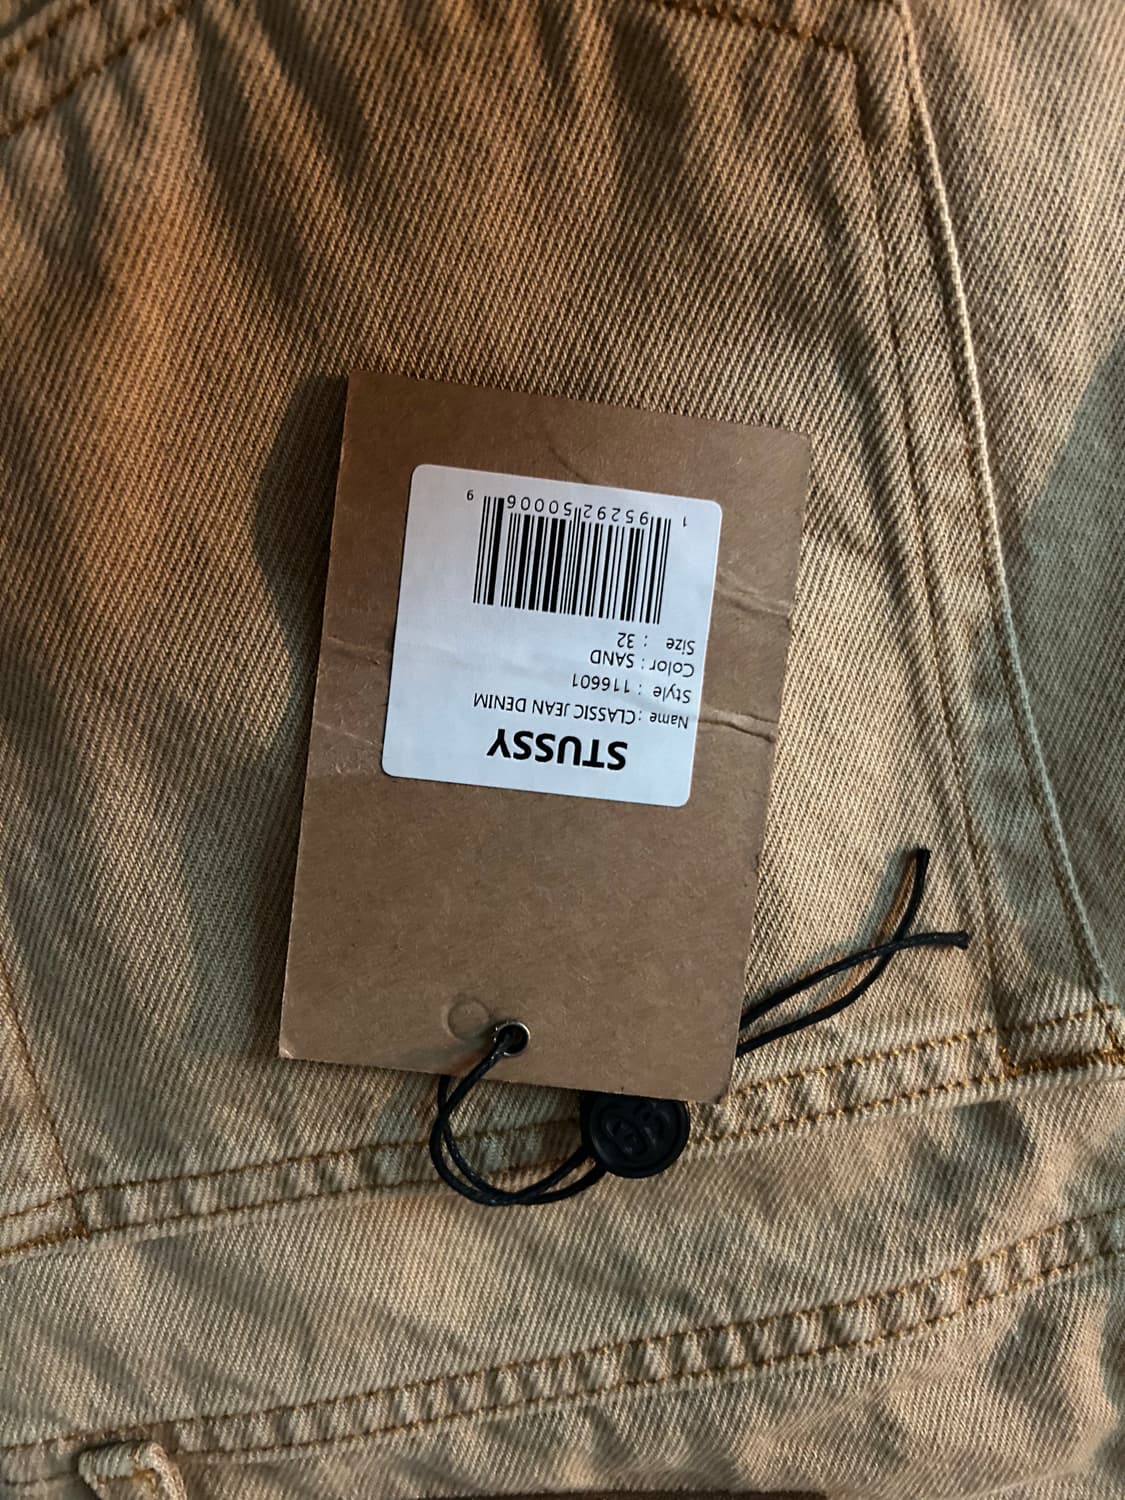 STUSSY
Name : CLASSIC JEAN DENIM
Style : 116601
Color : SAND
Size : 32
1 95292 50006 9